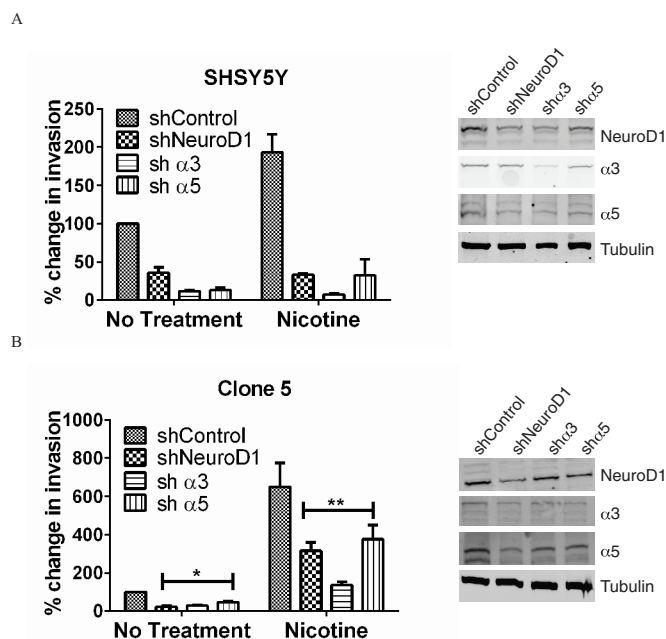 A
SHSY5Y
% change in invasion
250
200
150
100
50
0
shControl
shNeuroD1
sh α3
sh α5
No Treatment
Nicotine
shControl
shNeuroD1
shα3
shα5
NeuroD1
α3
α5
Tubulin
B
Clone 5
% change in invasion
1000
800
600
400
200
0
shControl
shNeuroD1
sh α3
sh α5
*
**
No Treatment
Nicotine
shControl
shNeuroD1
shα3
shα5
NeuroD1
α3
α5
Tubulin